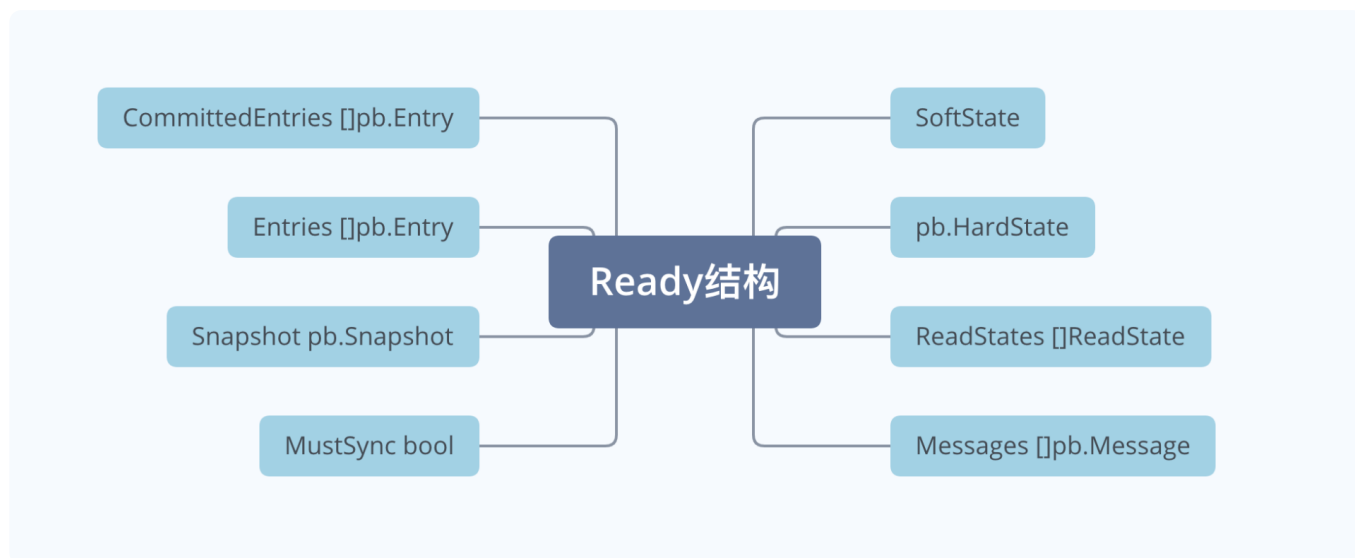 CommittedEntries []pb.Entry
Entries []pb.Entry
Snapshot pb.Snapshot
MustSync bool
Ready结构
SoftState
pb.HardState
ReadStates []ReadState
Messages []pb.Message